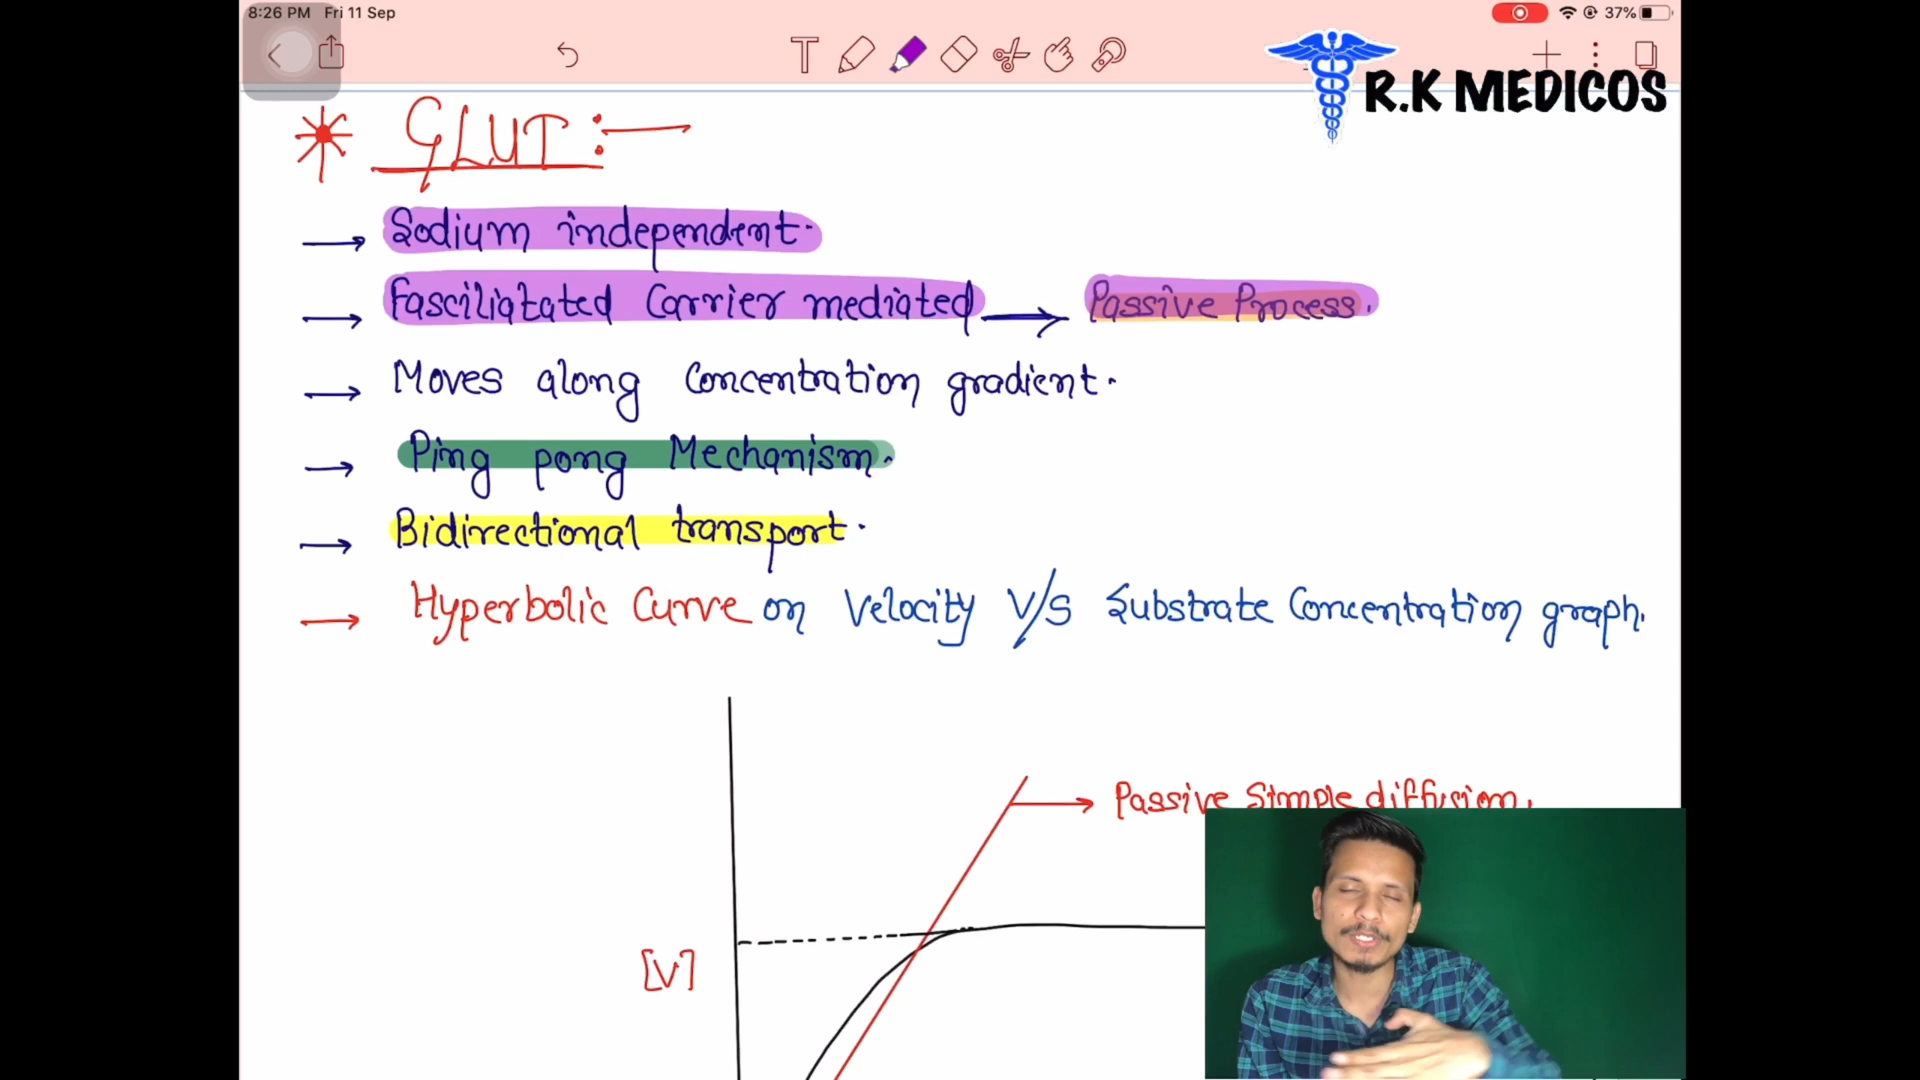 8:26 PM Fri 11 Sep
37%
T
R.K MEDICOS
GLUT :-
Sodium independent.
Fasciliatated Carrier mediated → Passive Process.
Moves along Concentration gradient.
Ping pong Mechanism.
Bidirectional transport.
Hyperbolic Curve on Velocity V/S Substrate Concentration graph.
Passive Simple diffusion.
[V]